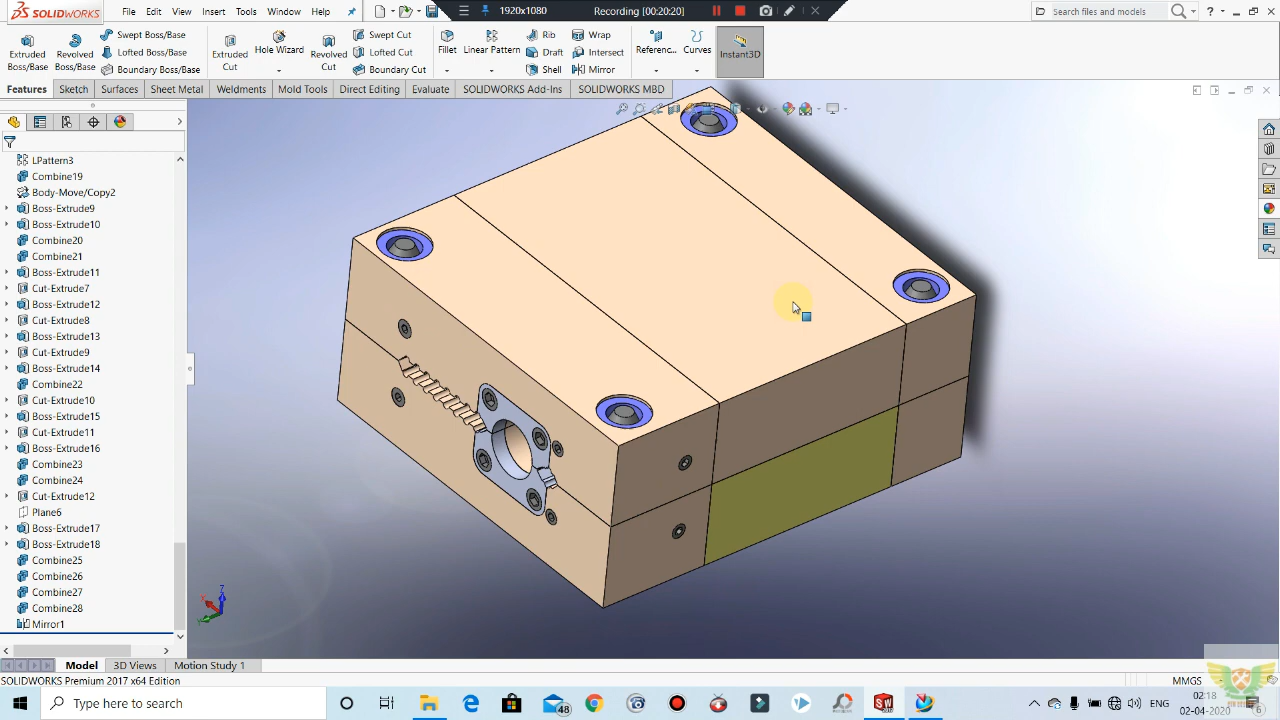 SOLIDWORKS
File Edit View Insert Tools Window Help
1920x1080 Recording [00:20:20]
Search files and models
Extruded Boss/Base
Revolved Boss/Base
Swept Boss/Base
Lofted Boss/Base
Boundary Boss/Base
Extruded Cut
Hole Wizard
Revolved Cut
Swept Cut
Lofted Cut
Boundary Cut
Fillet
Linear Pattern
Rib
Draft
Shell
Wrap
Intersect
Mirror
Referenc...
Curves
Instant3D
Features Sketch Surfaces Sheet Metal Weldments Mold Tools Direct Editing Evaluate SOLIDWORKS Add-Ins SOLIDWORKS MBD
LPattern3
Combine19
Body-Move/Copy2
Boss-Extrude9
Boss-Extrude10
Combine20
Combine21
Boss-Extrude11
Cut-Extrude7
Boss-Extrude12
Cut-Extrude8
Boss-Extrude13
Cut-Extrude9
Boss-Extrude14
Combine22
Cut-Extrude10
Boss-Extrude15
Cut-Extrude11
Boss-Extrude16
Combine23
Combine24
Cut-Extrude12
Plane6
Boss-Extrude17
Boss-Extrude18
Combine25
Combine26
Combine27
Combine28
Mirror1
Model 3D Views Motion Study 1
SOLIDWORKS Premium 2017 x64 Edition
MMGS
Type here to search
48
SW
ENG
02:18
02-04-2020
6